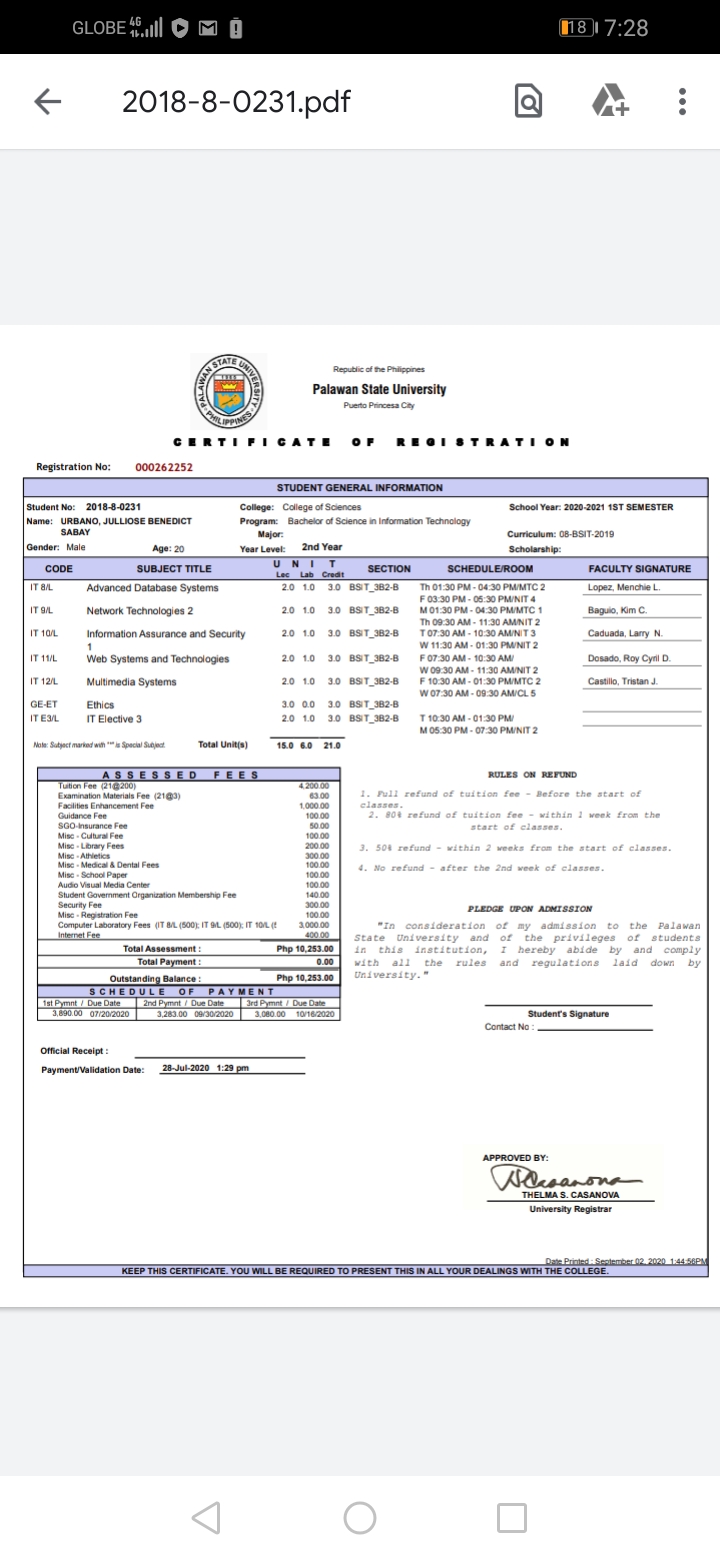 GLOBE 4G 18 7:28
2018-8-0231.pdf
PALAWAN STATE UNIVERSITY
PHILIPPINES
Republic of the Philippines
Palawan State University
Puerto Princesa City
CERTIFICATE OF REGISTRATION
Registration No: 000262252
STUDENT GENERAL INFORMATION
Student No: 2018-8-0231 College: College of Sciences School Year: 2020-2021 1ST SEMESTER
Name: URBANO, JULLIOSE BENEDICT SABAY Program: Bachelor of Science in Information Technology
Major: Curriculum: 08-BSIT-2019
Gender: Male Age: 20 Year Level: 2nd Year Scholarship:
CODE SUBJECT TITLE UNIT SECTION SCHEDULE/ROOM FACULTY SIGNATURE
Lec Lab Credit
IT 8/L Advanced Database Systems 2.0 1.0 3.0 BSIT_3B2-B Th 01:30 PM - 04:30 PM/MTC 2 Lopez, Menchie L.
F 03:30 PM - 05:30 PM/NIT 4
IT 9/L Network Technologies 2 2.0 1.0 3.0 BSIT_3B2-B M 01:30 PM - 04:30 PM/MTC 1 Baguio, Kim C.
Th 09:30 AM - 11:30 AM/NIT 2
IT 10/L Information Assurance and Security 1 2.0 1.0 3.0 BSIT_3B2-B T 07:30 AM - 10:30 AM/NIT 3 Caduada, Larry N.
W 11:30 AM - 01:30 PM/NIT 2
IT 11/L Web Systems and Technologies 2.0 1.0 3.0 BSIT_3B2-B F 07:30 AM - 10:30 AM/ Dosado, Roy Cyril D.
W 09:30 AM - 11:30 AM/NIT 2
IT 12/L Multimedia Systems 2.0 1.0 3.0 BSIT_3B2-B F 10:30 AM - 01:30 PM/MTC 2 Castillo, Tristan J.
W 07:30 AM - 09:30 AM/CL 5
GE-ET Ethics 3.0 0.0 3.0 BSIT_3B2-B
IT E3/L IT Elective 3 2.0 1.0 3.0 BSIT_3B2-B T 10:30 AM - 01:30 PM/
M 05:30 PM - 07:30 PM/NIT 2
Note: Subject marked with "*" is Special Subject. Total Unit(s) 15.0 6.0 21.0
ASSESSED FEES
Tuition Fee (21@200) 4,200.00
Examination Materials Fee (21@3) 63.00
Facilities Enhancement Fee 1,000.00
Guidance Fee 100.00
SGO-Insurance Fee 50.00
Misc - Cultural Fee 100.00
Misc - Library Fees 200.00
Misc - Athletics 300.00
Misc - Medical & Dental Fees 100.00
Misc - School Paper 100.00
Audio Visual Media Center 100.00
Student Government Organization Membership Fee 140.00
Security Fee 300.00
Misc - Registration Fee 100.00
Computer Laboratory Fees (IT 8/L (500); IT 9/L (500); IT 10/L (5 3,000.00
Internet Fee 400.00
Total Assessment : Php 10,253.00
Total Payment : 0.00
Outstanding Balance : Php 10,253.00
SCHEDULE OF PAYMENT
1st Pymnt / Due Date 2nd Pymnt / Due Date 3rd Pymnt / Due Date
3,890.00 07/20/2020 3,283.00 09/30/2020 3,080.00 10/16/2020
RULES ON REFUND
1. Full refund of tuition fee - Before the start of
classes.
2. 80% refund of tuition fee - within 1 week from the
start of classes.
3. 50% refund - within 2 weeks from the start of classes.
4. No refund - after the 2nd week of classes.
PLEDGE UPON ADMISSION
"In consideration of my admission to the Palawan
State University and of the privileges of students
in this institution, I hereby abide by and comply
with all the rules and regulations laid down by
University."
Student's Signature
Contact No :
Official Receipt :
Payment/Validation Date: 28-Jul-2020 1:29 pm
APPROVED BY:
THELMA S. CASANOVA
University Registrar
Date Printed : September 02, 2020 1:44:56PM
KEEP THIS CERTIFICATE. YOU WILL BE REQUIRED TO PRESENT THIS IN ALL YOUR DEALINGS WITH THE COLLEGE.